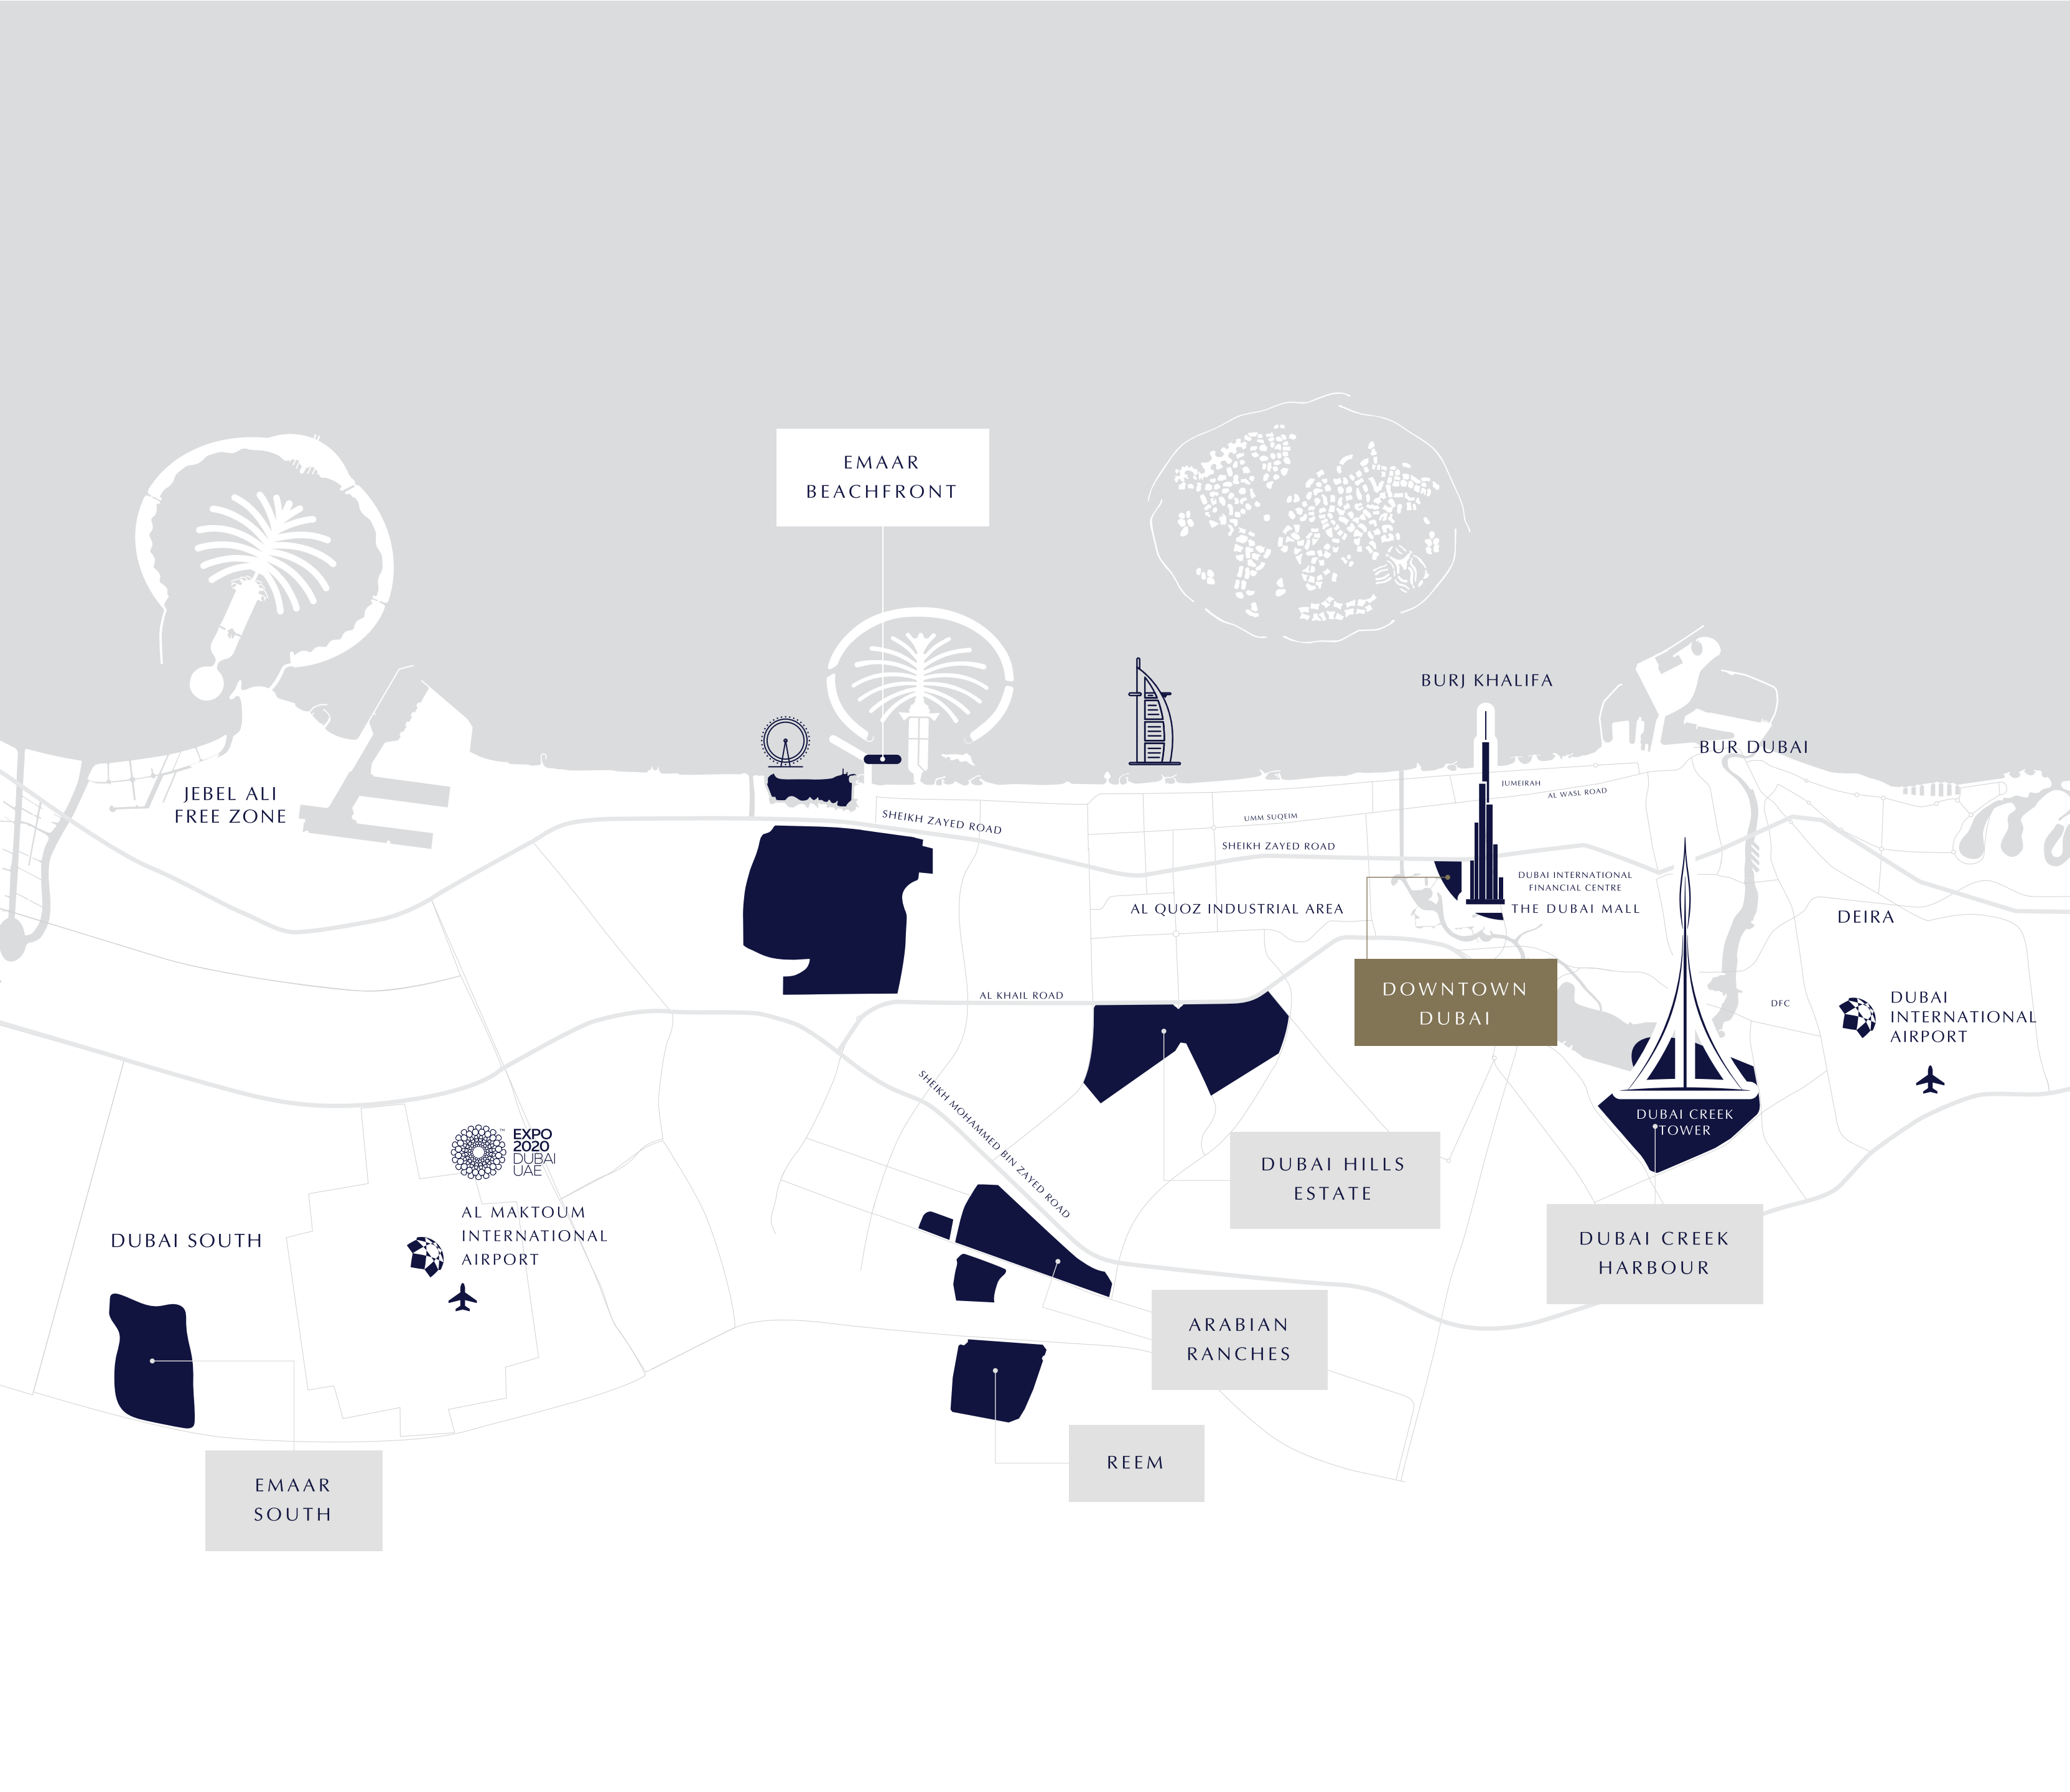 EMAAR
BEACHFRONT
BURJ KHALIFA
BUR DUBAI
JEBEL ALI
FREE ZONE
JUMEIRAH
AL WASL ROAD
SHEIKH ZAYED ROAD
UMM SUQEIM
SHEIKH ZAYED ROAD
DUBAI INTERNATIONAL
FINANCIAL CENTRE
AL QUOZ INDUSTRIAL AREA
THE DUBAI MALL
DEIRA
DOWNTOWN
DUBAI
AL KHAIL ROAD
DFC
DUBAI
INTERNATIONAL
AIRPORT
SHEIKH MOHAMMED BIN ZAYED ROAD
DUBAI CREEK
TOWER
EXPO
2020
DUBAI
UAE
™
DUBAI HILLS
ESTATE
AL MAKTOUM
INTERNATIONAL
AIRPORT
DUBAI SOUTH
DUBAI CREEK
HARBOUR
ARABIAN
RANCHES
REEM
EMAAR
SOUTH